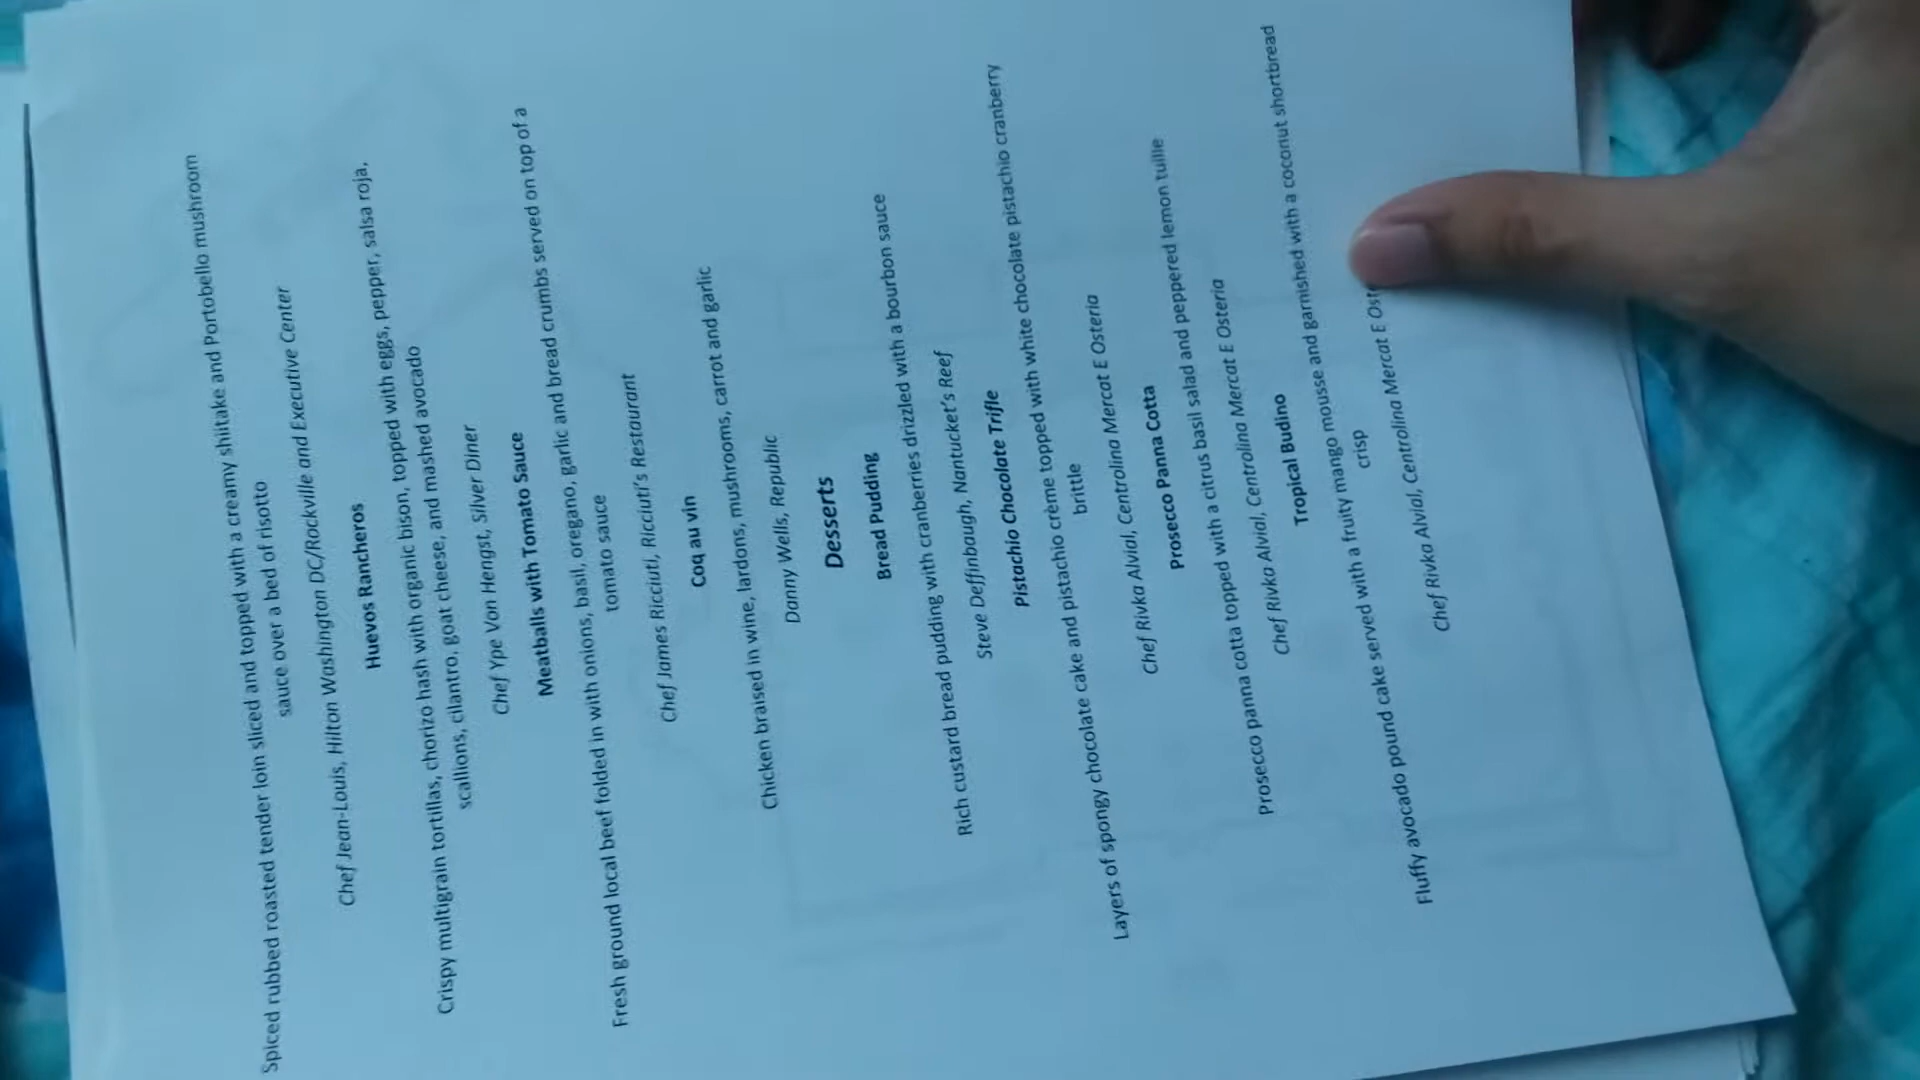 Spiced rubbed roasted tender loin sliced and topped with a creamy shiitake and Portobello mushroom
sauce over a bed of risotto
Chef Jean-Louis, Hilton Washington DC/Rockville and Executive Center
Huevos Rancheros
Crispy multigrain tortillas, chorizo hash with organic bison, topped with eggs, pepper, salsa roja,
scallions, cilantro, goat cheese, and mashed avocado
Chef Ype Von Hengst, Silver Diner
Meatballs with Tomato Sauce
Fresh ground local beef folded in with onions, basil, oregano, garlic and bread crumbs served on top of a
tomato sauce
Chef James Ricciuti, Ricciuti's Restaurant
Coq au vin
Chicken braised in wine, lardons, mushrooms, carrot and garlic
Danny Wells, Republic
Desserts
Bread Pudding
Rich custard bread pudding with cranberries drizzled with a bourbon sauce
Steve Deffinbaugh, Nantucket's Reef
Pistachio Chocolate Trifle
Layers of spongy chocolate cake and pistachio crème topped with white chocolate pistachio cranberry
brittle
Chef Rivka Alvial, Centrolina Mercat E Osteria
Prosecco Panna Cotta
Prosecco panna cotta topped with a citrus basil salad and peppered lemon tuille
Chef Rivka Alvial, Centrolina Mercat E Osteria
Tropical Budino
Fluffy avocado pound cake served with a fruity mango mousse and garnished with a coconut shortbread
crisp
Chef Rivka Alvial, Centrolina Mercat E